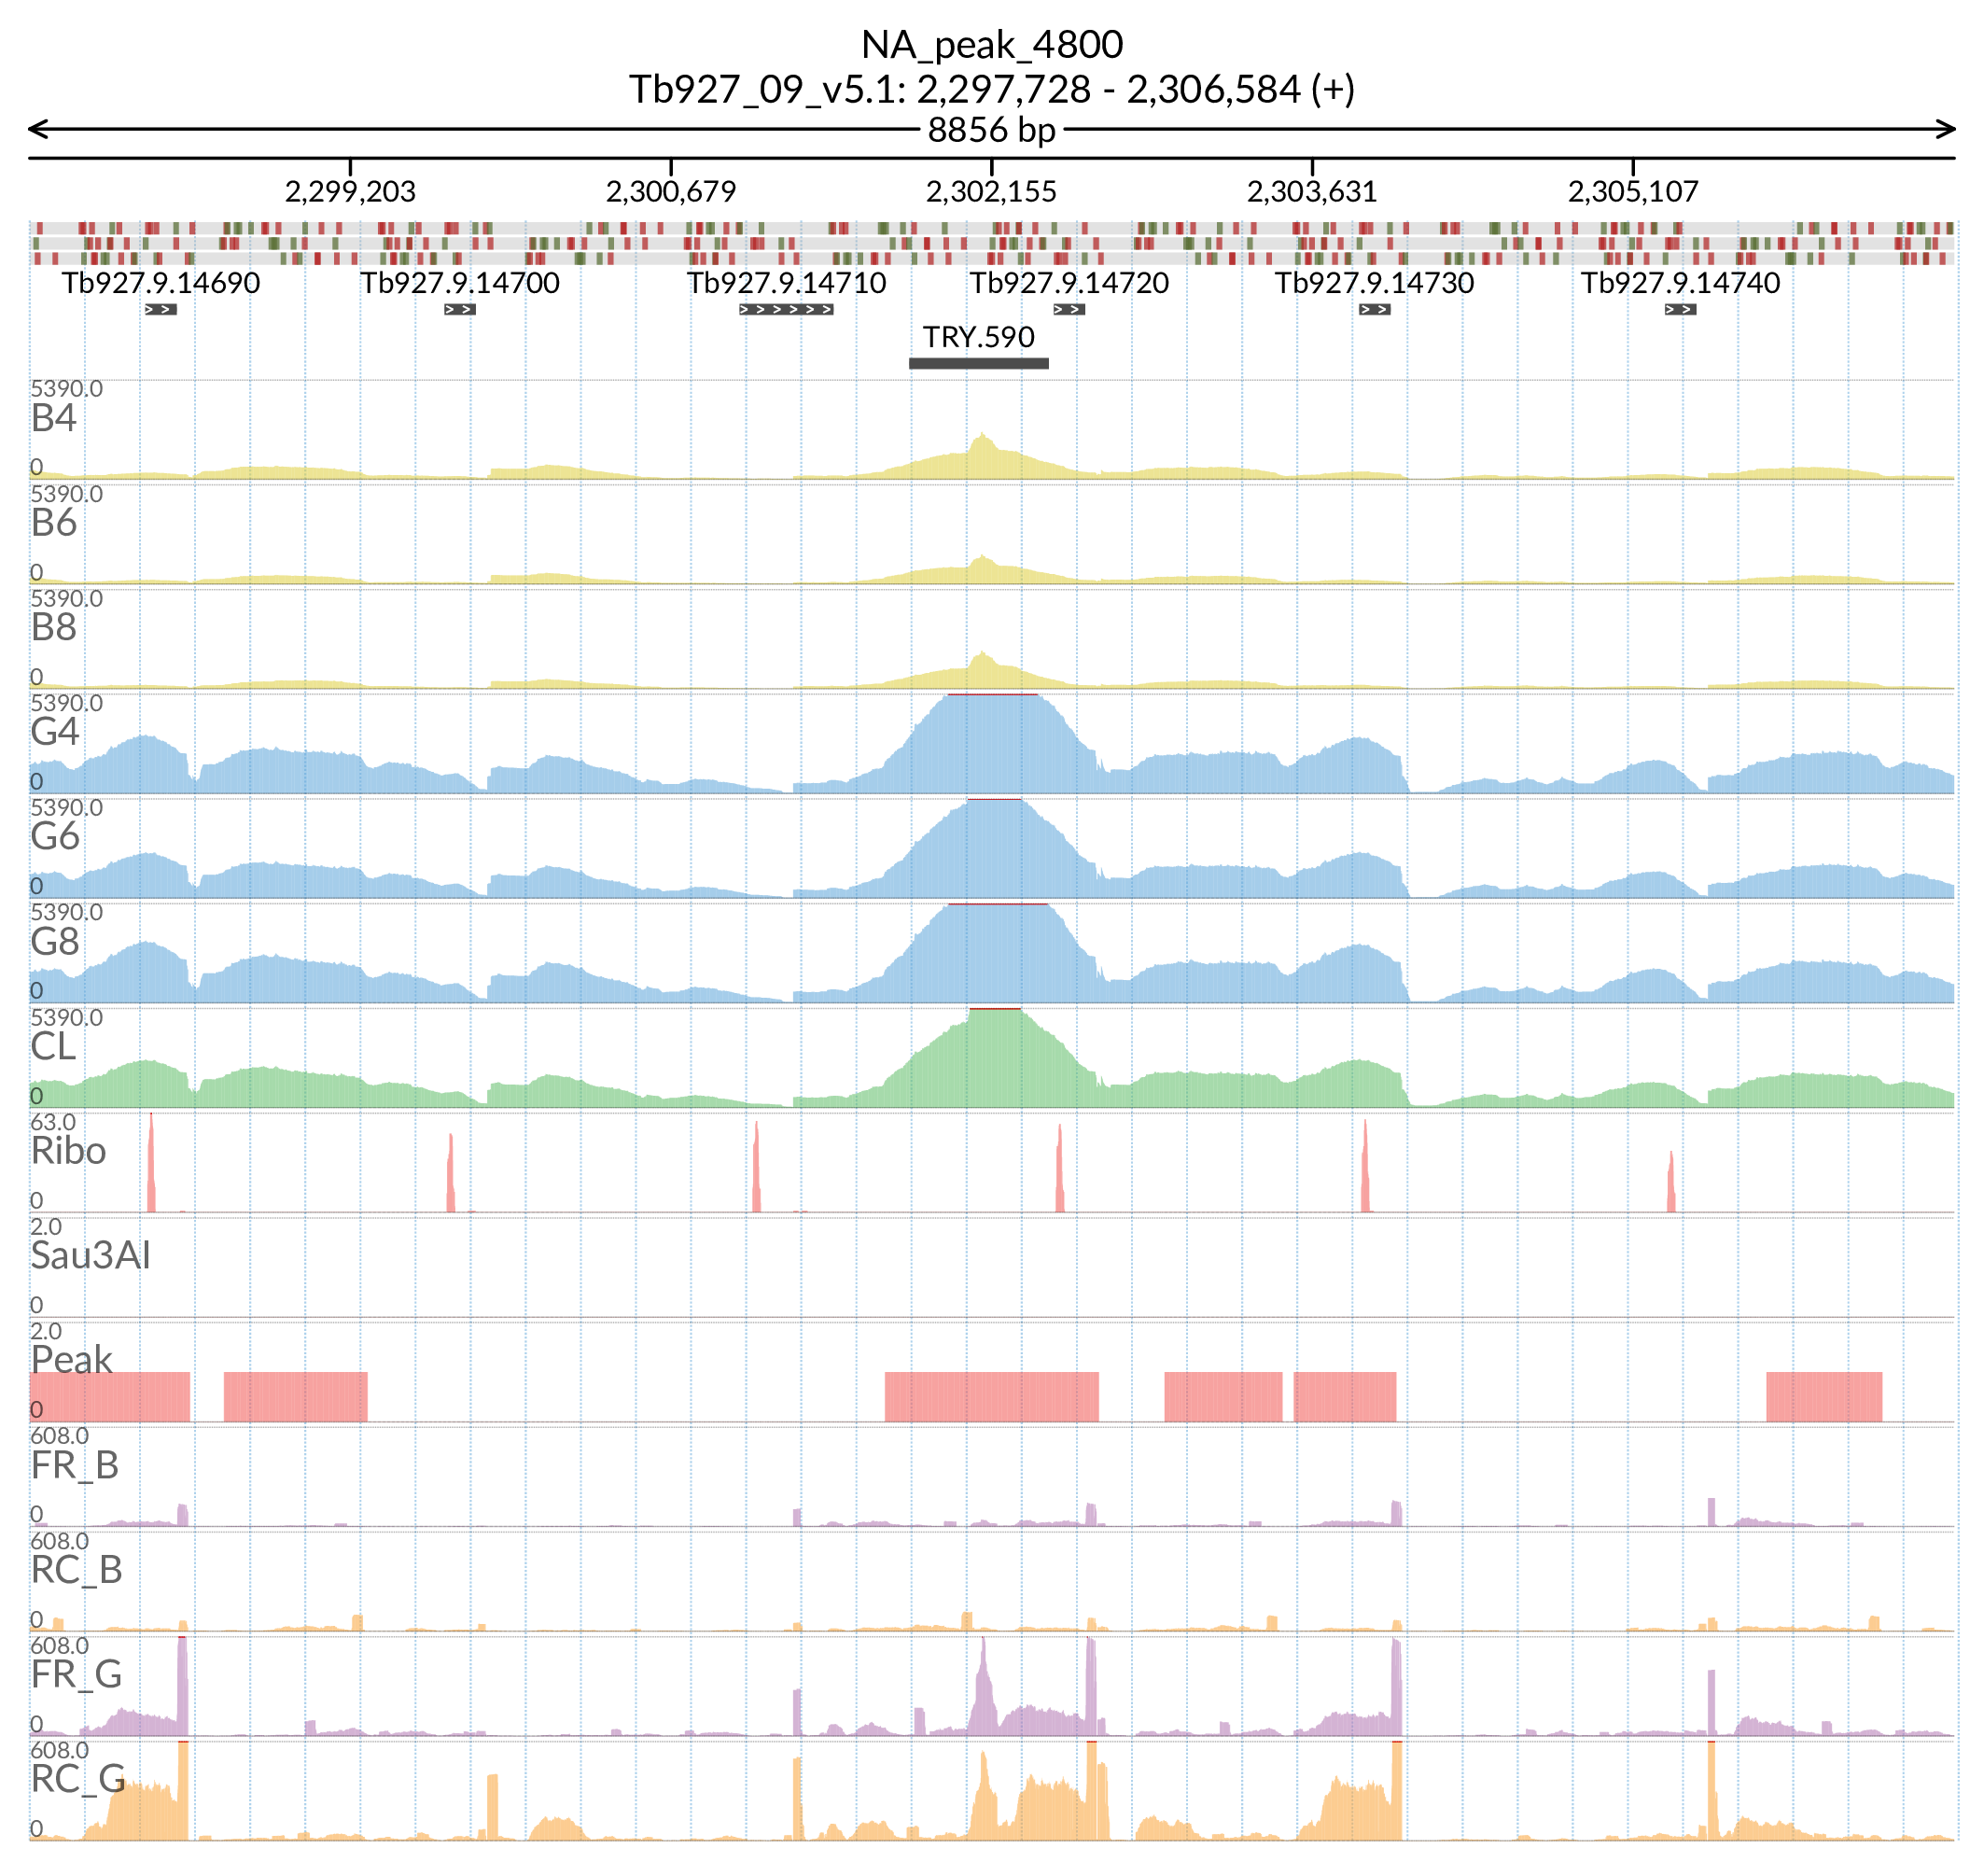 NA_peak_4800
Tb927_09_v5.1: 2,297,728 - 2,306,584 (+)
8856 bp
2,299,203 2,300,679 2,302,155 2,303,631 2,305,107
Tb927.9.14690 Tb927.9.14700 Tb927.9.14710 Tb927.9.14720 Tb927.9.14730 Tb927.9.14740
TRY.590
5390.0
B4
0
5390.0
B6
0
5390.0
B8
0
5390.0
G4
0
5390.0
G6
0
5390.0
G8
0
5390.0
CL
0
63.0
Ribo
0
2.0
Sau3AI
0
2.0
Peak
0
608.0
FR_B
0
608.0
RC_B
0
608.0
FR_G
0
608.0
RC_G
0